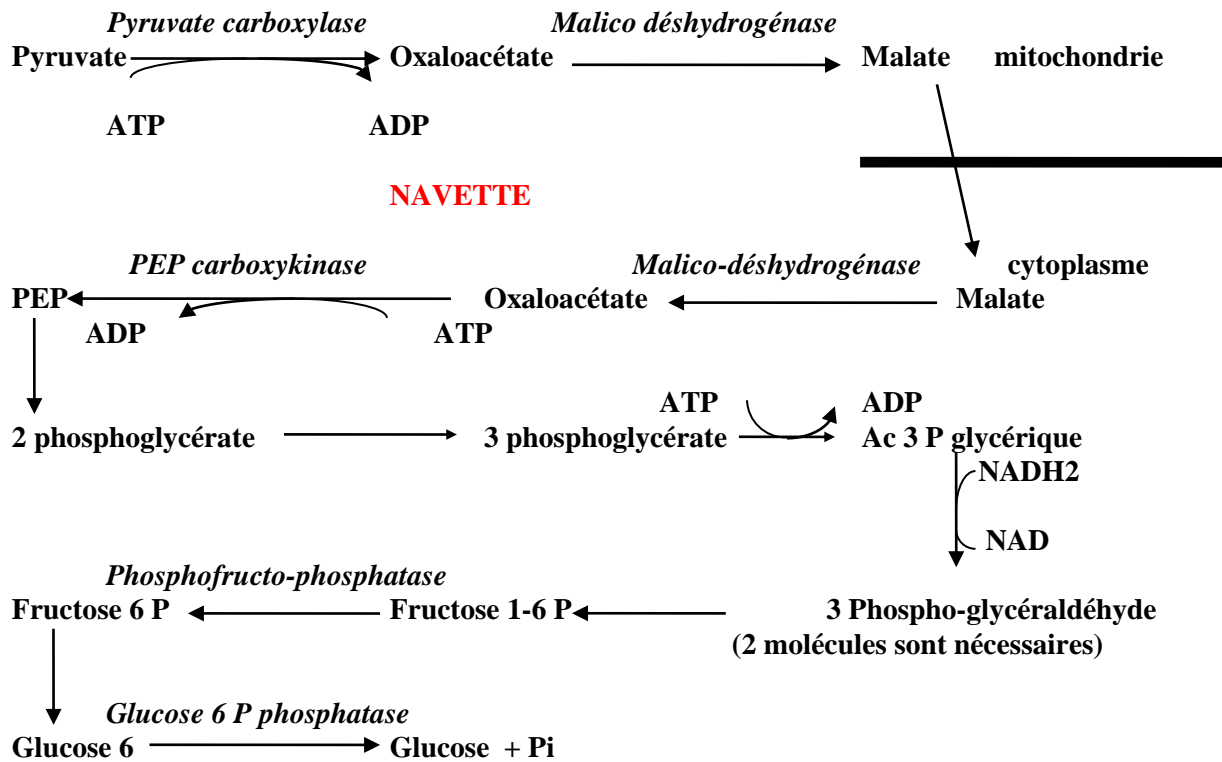 Pyruvate carboxylase Malico déshydrogénase
Pyruvate Oxaloacétate Malate mitochondrie
ATP ADP
NAVETTE
PEP carboxykinase Malico-déshydrogénase cytoplasme
PEP Oxaloacétate Malate
ADP ATP
ATP ADP
2 phosphoglycérate 3 phosphoglycérate Ac 3 P glycérique
NADH2
NAD
Phosphofructo-phosphatase
Fructose 6 P Fructose 1-6 P 3 Phospho-glycéraldéhyde
(2 molécules sont nécessaires)
Glucose 6 P phosphatase
Glucose 6 Glucose + Pi